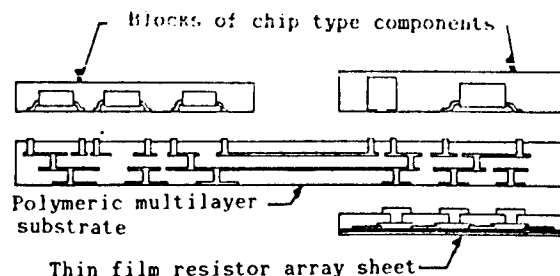 Blocks of chip type components
Polymeric multilayer
substrate
Thin film resistor array sheet